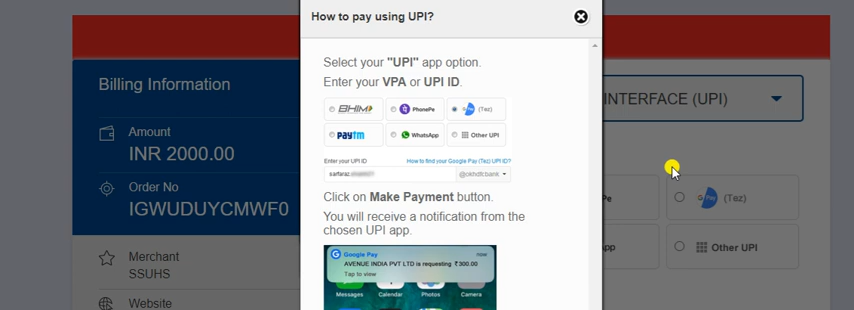 How to pay using UPI?
Billing Information
Amount
INR 2000.00
Order No
IGWUDUYCMWF0
Merchant
SSUHS
Website
Select your "UPI" app option.
Enter your VPA or UPI ID.
BHIM
PhonePe
Pay (Tez)
Paytm
WhatsApp
Other UPI
Enter your UPI ID
How to find your Google Pay (Tez) UPI ID?
sarfaraz
@okhdfcbank
Click on Make Payment button.
You will receive a notification from the
chosen UPI app.
Google Pay
now
AVENUE INDIA PVT LTD is requesting ₹300.00
Tap to view
Messages
Calendar
Photos
Camera
INTERFACE (UPI)
Pe
Pay (Tez)
pp
Other UPI